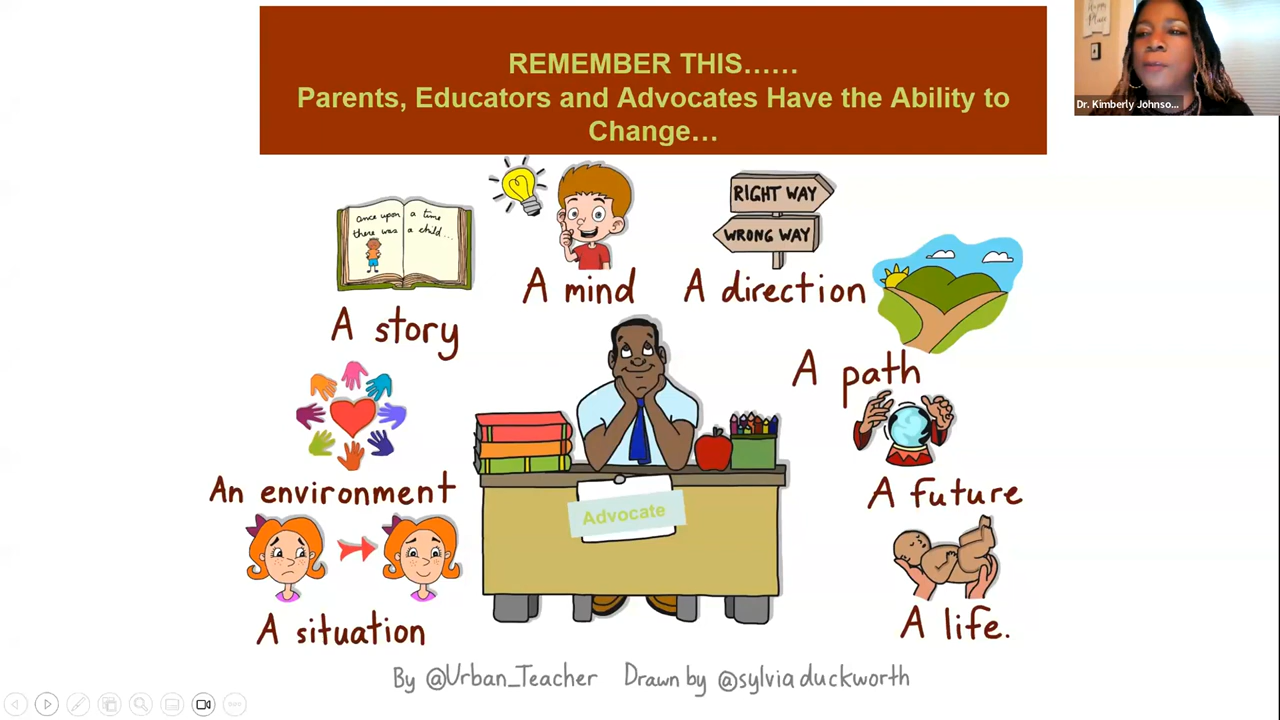 REMEMBER THIS……
Parents, Educators and Advocates Have the Ability to
Change…
Dr. Kimberly Johnso...
once upon a time
there was a child...
RIGHT WAY
WRONG WAY
A mind
A direction
A story
A path
An environment
A future
Advocate
A situation
A life.
By @Urban_Teacher Drawn by @sylviaduckworth